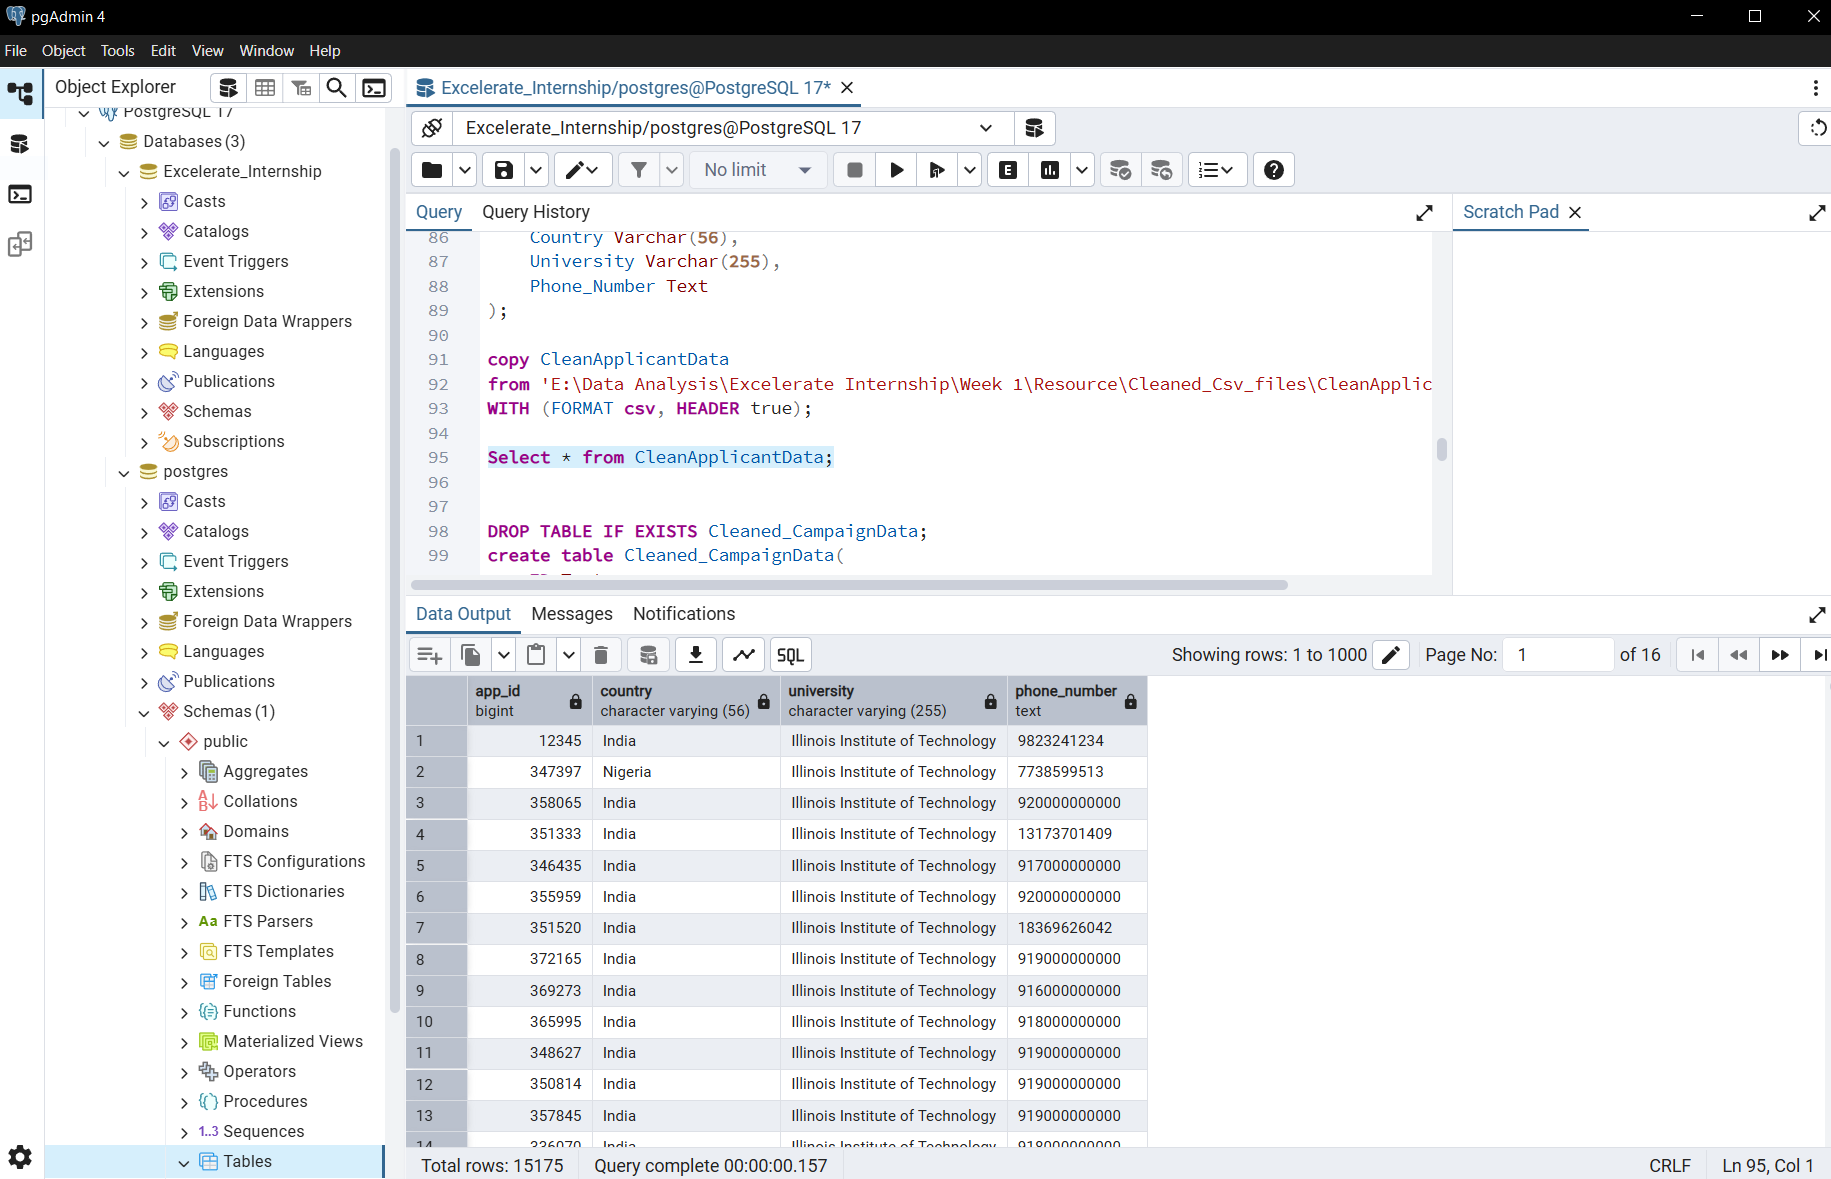 pgAdmin 4
File Object Tools Edit View Window Help
Object Explorer
PostgreSQL 17
Databases (3)
Excelerate_Internship
Casts
Catalogs
Event Triggers
Extensions
Foreign Data Wrappers
Languages
Publications
Schemas
Subscriptions
postgres
Casts
Catalogs
Event Triggers
Extensions
Foreign Data Wrappers
Languages
Publications
Schemas (1)
public
Aggregates
Collations
Domains
FTS Configurations
FTS Dictionaries
Aa FTS Parsers
FTS Templates
Foreign Tables
Functions
Materialized Views
Operators
Procedures
1..3 Sequences
Tables
Excelerate_Internship/postgres@PostgreSQL 17*
Excelerate_Internship/postgres@PostgreSQL 17
No limit
E
Query Query History
Scratch Pad
86 Country Varchar(56),
87 University Varchar(255),
88 Phone_Number Text
89 );
90
91 copy CleanApplicantData
92 from 'E:\Data Analysis\Excelerate Internship\Week 1\Resource\Cleaned_Csv_files\CleanApplic
93 WITH (FORMAT csv, HEADER true);
94
95 Select * from CleanApplicantData;
96
97
98 DROP TABLE IF EXISTS Cleaned_CampaignData;
99 create table Cleaned_CampaignData(
Data Output Messages Notifications
SQL Showing rows: 1 to 1000 Page No: 1 of 16
app_id country university phone_number
bigint character varying (56) character varying (255) text
1 12345 India Illinois Institute of Technology 9823241234
2 347397 Nigeria Illinois Institute of Technology 7738599513
3 358065 India Illinois Institute of Technology 920000000000
4 351333 India Illinois Institute of Technology 13173701409
5 346435 India Illinois Institute of Technology 917000000000
6 355959 India Illinois Institute of Technology 920000000000
7 351520 India Illinois Institute of Technology 18369626042
8 372165 India Illinois Institute of Technology 919000000000
9 369273 India Illinois Institute of Technology 916000000000
10 365995 India Illinois Institute of Technology 918000000000
11 348627 India Illinois Institute of Technology 919000000000
12 350814 India Illinois Institute of Technology 919000000000
13 357845 India Illinois Institute of Technology 919000000000
14 336070 India Illinois Institute of Technology 918000000000
Total rows: 15175 Query complete 00:00:00.157 CRLF Ln 95, Col 1